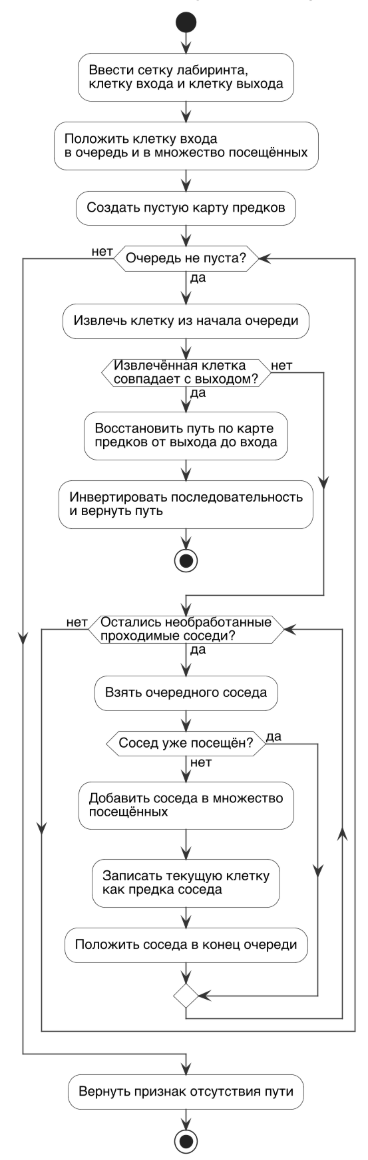 Ввести сетку лабиринта,
клетку входа и клетку выхода
Положить клетку входа
в очередь и в множество посещённых
Создать пустую карту предков
нет
Очередь не пуста?
да
Извлечь клетку из начала очереди
Извлечённая клетка
совпадает с выходом?
нет
да
Восстановить путь по карте
предков от выхода до входа
Инвертировать последовательность
и вернуть путь
нет
Остались необработанные
проходимые соседи?
да
Взять очередного соседа
Сосед уже посещён?
да
нет
Добавить соседа в множество
посещённых
Записать текущую клетку
как предка соседа
Положить соседа в конец очереди
Вернуть признак отсутствия пути